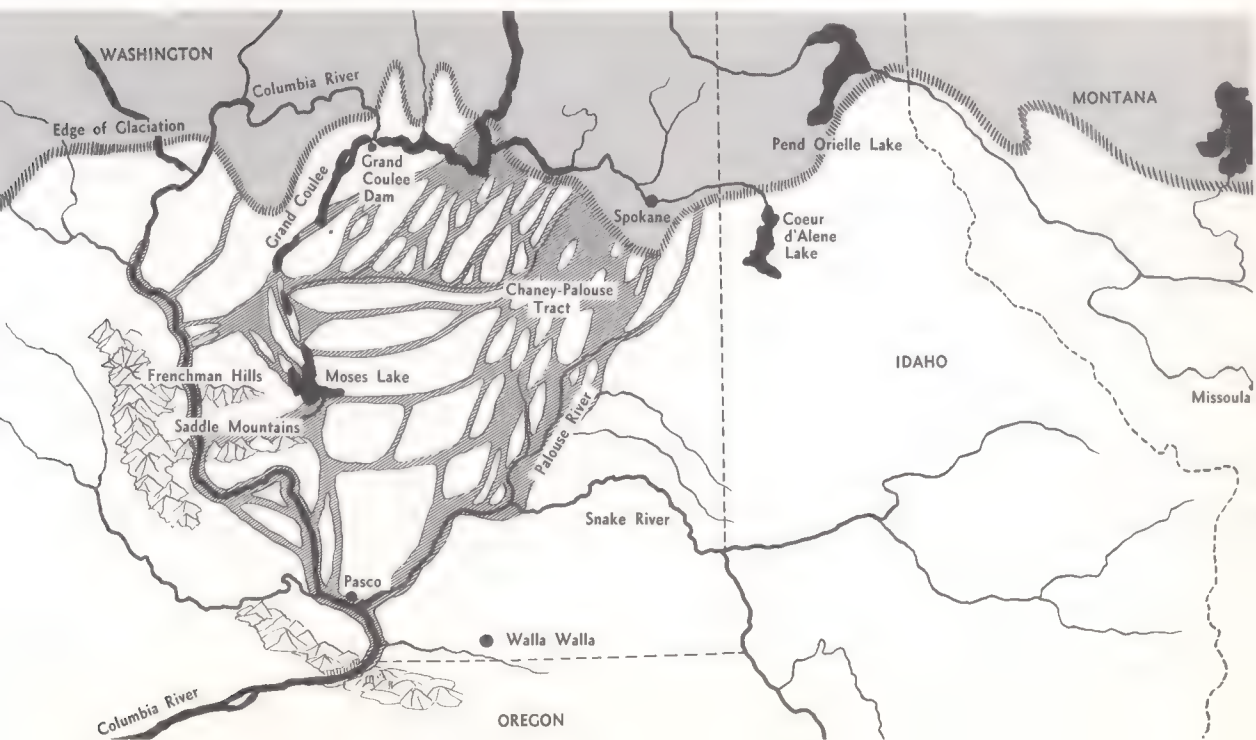 WASHINGTON
Columbia River
MONTANA
Edge of Glaciation
Pend Orielle Lake
Grand
Coulee
Dam
Grand Coulee
Spokane
Coeur
d'Alene
Lake
Chaney-Palouse
Tract
IDAHO
Frenchman Hills
Moses Lake
Missoula
Saddle Mountains
Palouse River
Snake River
Pasco
Walla Walla
Columbia River
OREGON